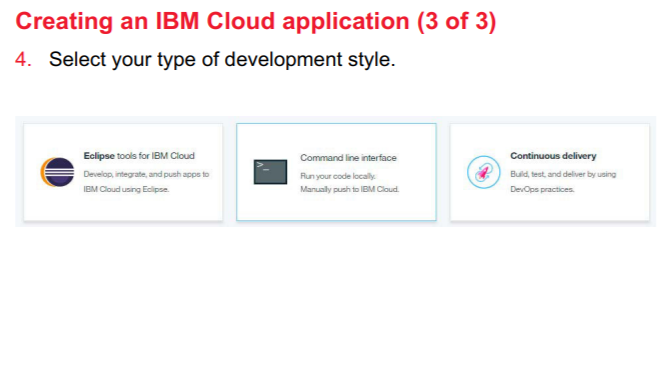 Creating an IBM Cloud application (3 of 3)
4. Select your type of development style.
Eclipse tools for IBM Cloud
Develop, integrate, and push apps to
IBM Cloud using Eclipse.
>_
Command line interface
Run your code locally.
Manually push to IBM Cloud.
Continuous delivery
Build, test, and deliver by using
DevOps practices.